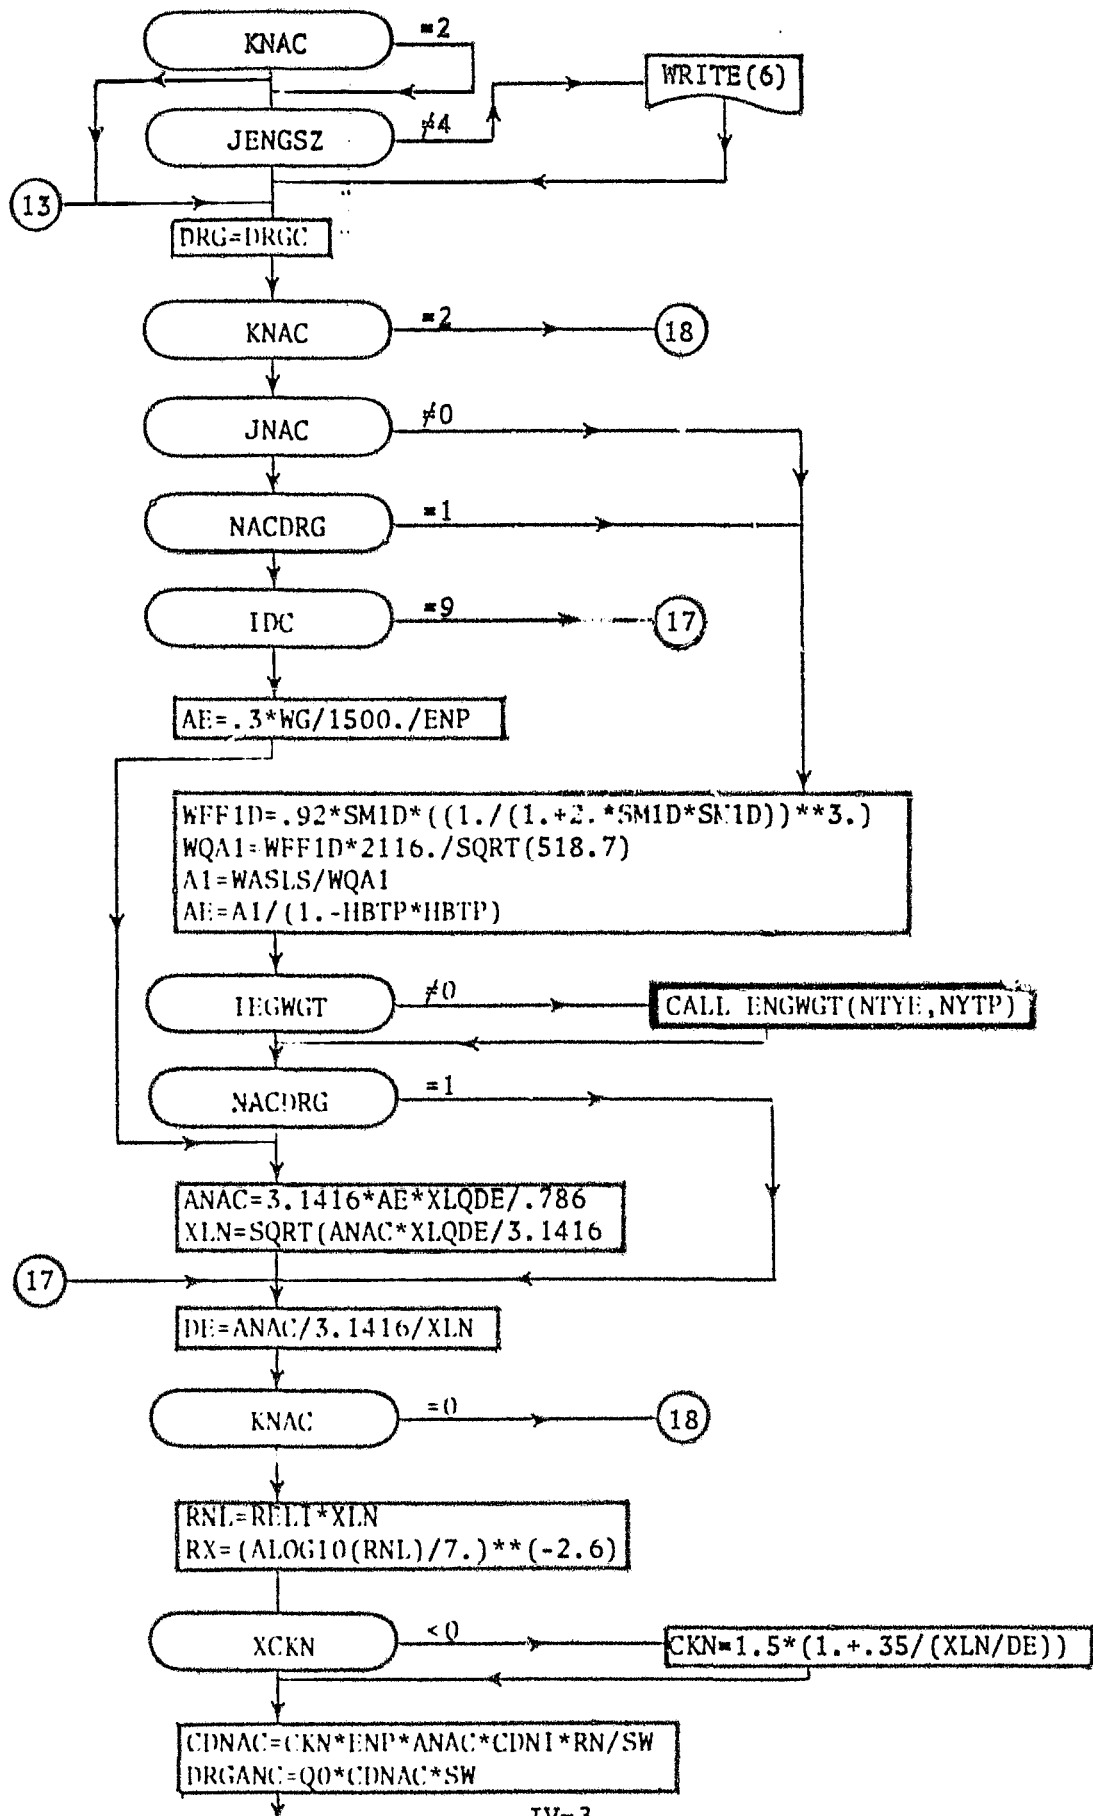 KNAC =2
WRITE(6)
JENGSZ ≠4
13
DRG=DRGC
KNAC =2 18
JNAC ≠0
NACDRG =1
IDC =9 17
AE=.3*WG/1500./ENP
WFF1D=.92*SM1D*((1./(1.+2.*SM1D*SM1D))**3.)
WQA1=WFF1D*2116./SQRT(518.7)
A1=WASLS/WQA1
AE=A1/(1.-HBTP*HBTP)
IEGWGT ≠0 CALL ENGWGT(NTYE,NYTP)
NACDRG =1
ANAC=3.1416*AE*XLQDE/.786
XLN=SQRT(ANAC*XLQDE/3.1416
17
DE=ANAC/3.1416/XLN
KNAC =0 18
RNL=RELI*XLN
RX=(ALOG10(RNL)/7.)**(-2.6)
XCKN <0 CKN=1.5*(1.+.35/(XLN/DE))
CDNAC=CKN*ENP*ANAC*CDNI*RN/SW
DRGANC=Q0*CDNAC*SW
IV-3